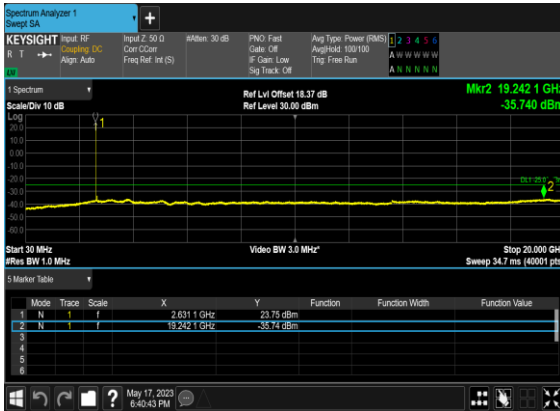 Spectrum Analyzer 1
Swept SA
KEYSIGHT
R T
Input: RF
Coupling: DC
Align: Auto
Input Z: 50 Ω
Corr CCorr
Freq Ref: Int (S)
#Atten: 30 dB
PNO: Fast
Gate: Off
IF Gain: Low
Sig Track: Off
Avg Type: Power (RMS)
Avg|Hold: 100/100
Trig: Free Run
1 2 3 4 5 6
A W W W W W
A N N N N N
1 Spectrum
Scale/Div 10 dB
Ref Lvl Offset 18.37 dB
Ref Level 30.00 dBm
Mkr2 19.242 1 GHz
-35.740 dBm
Log
20.0
10.0
0.00
-10.0
-20.0
-30.0
-40.0
-50.0
-60.0
1
2
Start 30 MHz
#Res BW 1.0 MHz
Video BW 3.0 MHz*
Stop 20.000 GH
Sweep 34.7 ms (40001 pts
5 Marker Table
Mode Trace Scale X Y Function Function Width Function Value
1 N 1 f 2.631 1 GHz 23.75 dBm
2 N 1 f 19.242 1 GHz -35.74 dBm
3
4
5
6
May 17, 2023
6:40:43 PM